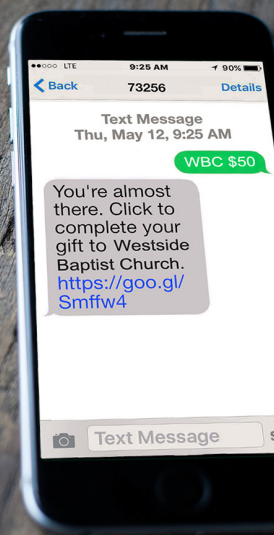 ●●○○○ LTE 9:25 AM 90%
Back 73256 Details
Text Message
Thu, May 12, 9:25 AM
WBC $50
You're almost
there. Click to
complete your
gift to Westside
Baptist Church.
https://goo.gl/
Smffw4
Text Message S